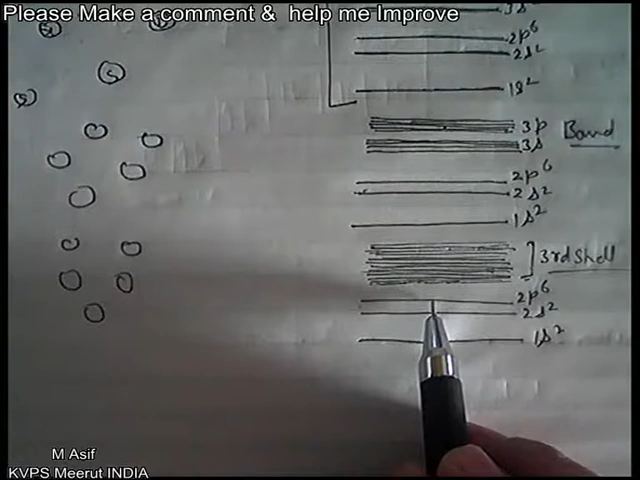 Please Make a comment & help me Improve
3s²
2p⁶
2s²
1s²
3p Band
3s
2p⁶
2s²
1s²
3rd Shell
2p⁶
2s²
1s²
M Asif
KVPS Meerut INDIA